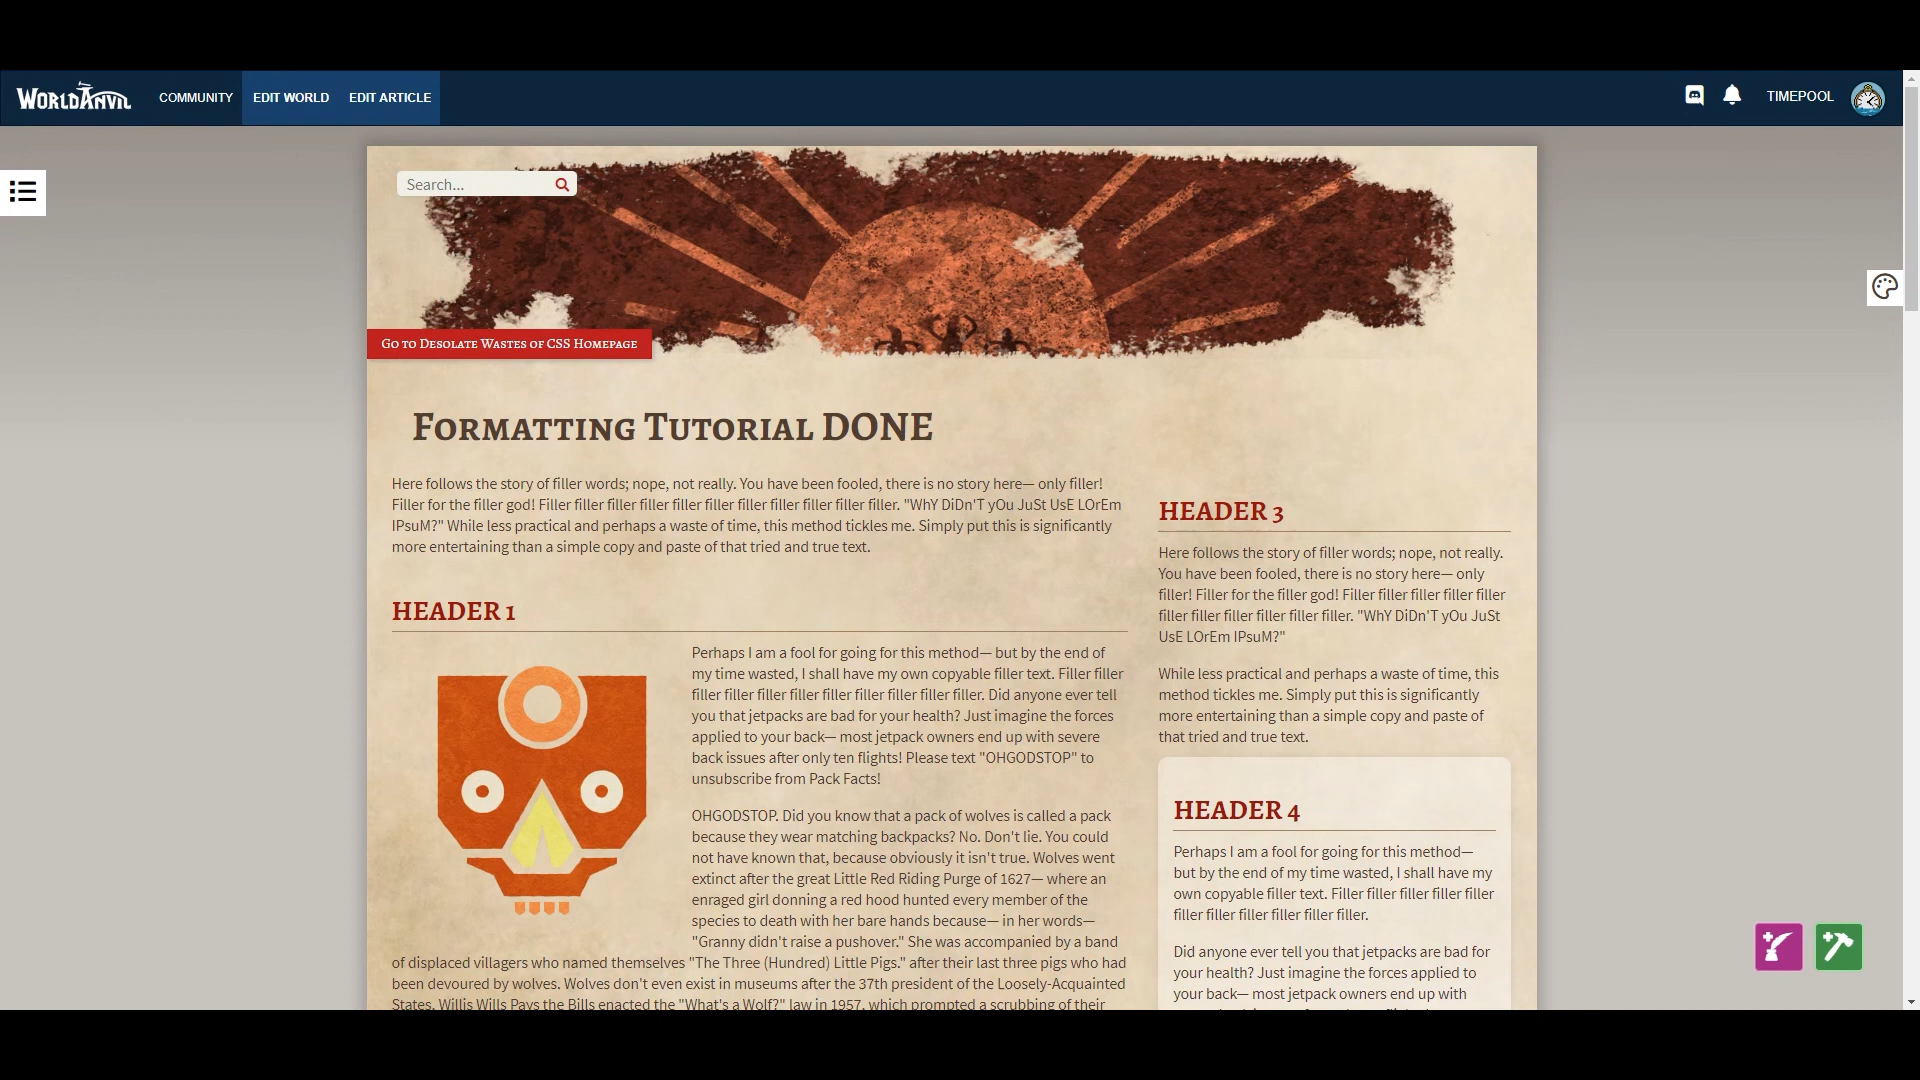 WORLDANVIL
COMMUNITY
EDIT WORLD
EDIT ARTICLE
TIMEPOOL
Search...
Go to Desolate Wastes of CSS Homepage
Formatting Tutorial DONE
Here follows the story of filler words; nope, not really. You have been fooled, there is no story here— only filler!
Filler for the filler god! Filler filler filler filler filler filler filler filler filler filler filler. "WhY DiDn'T yOu JuSt UsE LOrEm
IPsuM?" While less practical and perhaps a waste of time, this method tickles me. Simply put this is significantly
more entertaining than a simple copy and paste of that tried and true text.
HEADER 1
Perhaps I am a fool for going for this method— but by the end of
my time wasted, I shall have my own copyable filler text. Filler filler
filler filler filler filler filler filler filler filler filler filler. Did anyone ever tell
you that jetpacks are bad for your health? Just imagine the forces
applied to your back— most jetpack owners end up with severe
back issues after only ten flights! Please text "OHGODSTOP" to
unsubscribe from Pack Facts!
OHGODSTOP. Did you know that a pack of wolves is called a pack
because they wear matching backpacks? No. Don't lie. You could
not have known that, because obviously it isn't true. Wolves went
extinct after the great Little Red Riding Purge of 1627— where an
enraged girl donning a red hood hunted every member of the
species to death with her bare hands because— in her words—
"Granny didn't raise a pushover." She was accompanied by a band
of displaced villagers who named themselves "The Three (Hundred) Little Pigs." after their last three pigs who had
been devoured by wolves. Wolves don't even exist in museums after the 37th president of the Loosely-Acquainted
States, Willis Wills Pays the Bills enacted the "What's a Wolf?" law in 1957, which prompted a scrubbing of their
HEADER 3
Here follows the story of filler words; nope, not really.
You have been fooled, there is no story here— only
filler! Filler for the filler god! Filler filler filler filler filler
filler filler filler filler filler filler. "WhY DiDn'T yOu JuSt
UsE LOrEm IPsuM?"
While less practical and perhaps a waste of time, this
method tickles me. Simply put this is significantly
more entertaining than a simple copy and paste of
that tried and true text.
HEADER 4
Perhaps I am a fool for going for this method—
but by the end of my time wasted, I shall have my
own copyable filler text. Filler filler filler filler filler
filler filler filler filler filler filler.
Did anyone ever tell you that jetpacks are bad for
your health? Just imagine the forces applied to
your back— most jetpack owners end up with